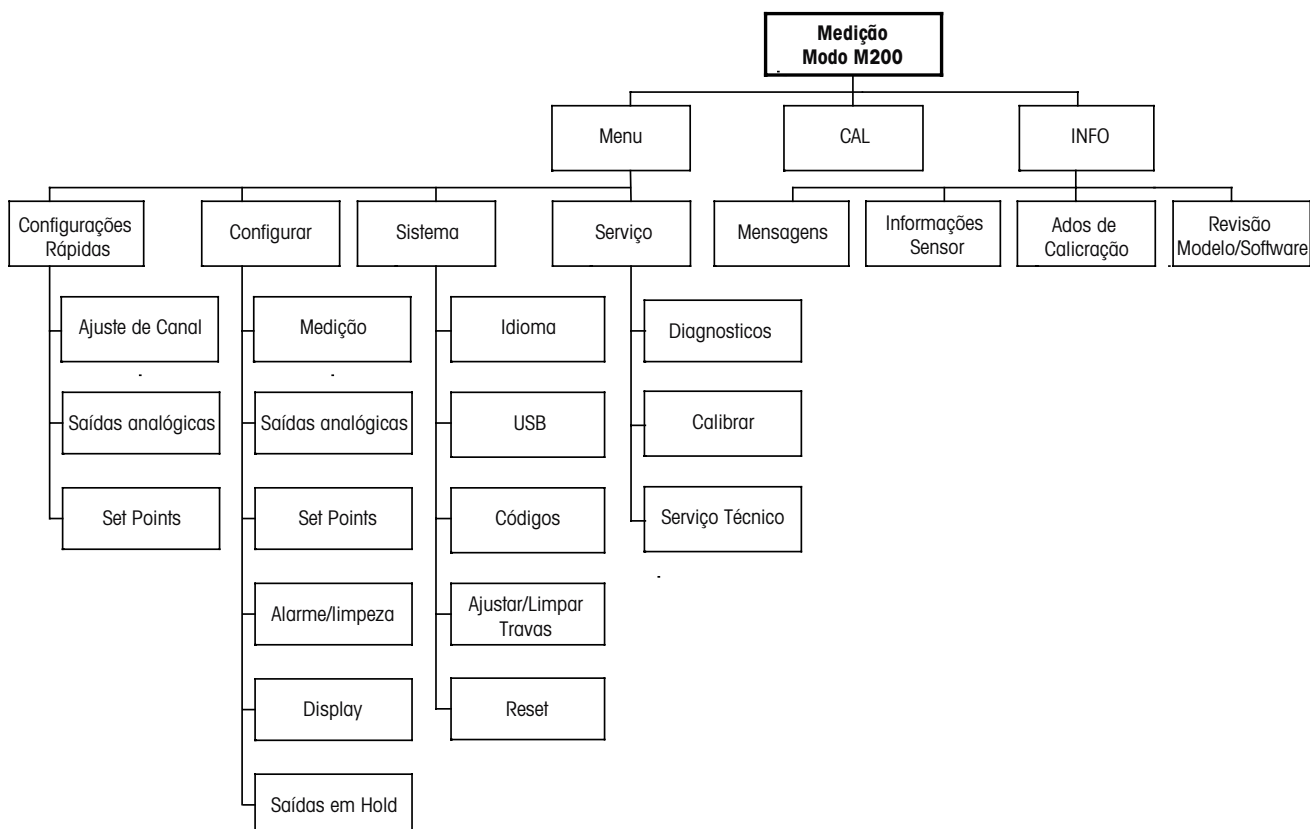 Medição
Modo M200
Menu
CAL
INFO
Configurações
Rápidas
Configurar
Sistema
Serviço
Mensagens
Informações
Sensor
Ados de
Calicração
Revisão
Modelo/Software
Ajuste de Canal
Medição
Idioma
Diagnosticos
Saídas analógicas
Saídas analógicas
USB
Calibrar
Set Points
Set Points
Códigos
Serviço Técnico
Alarme/limpeza
Ajustar/Limpar
Travas
Display
Reset
Saídas em Hold